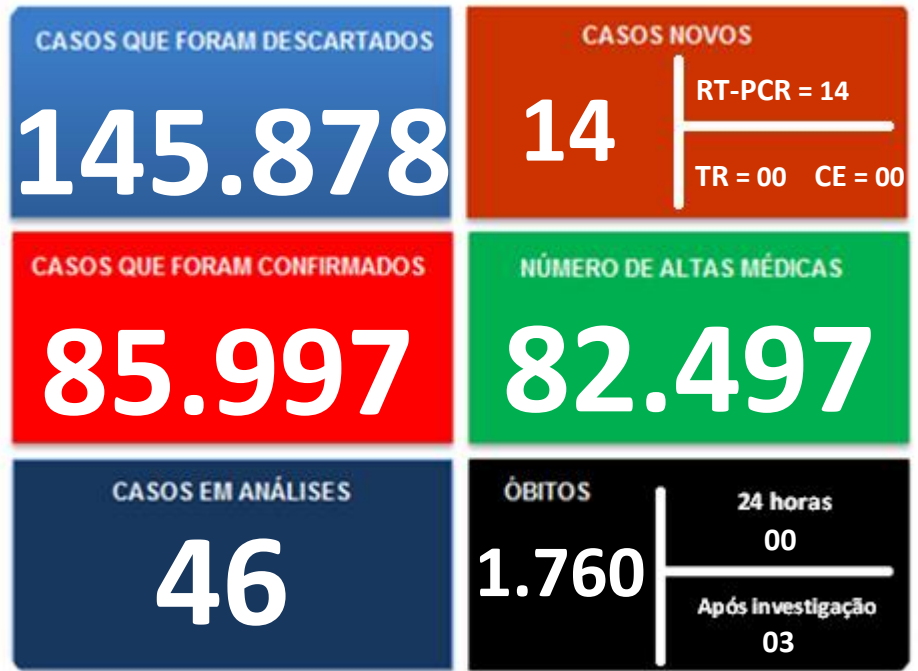 CASOS QUE FORAM DESCARTADOS
145.878
CASOS NOVOS
14
RT-PCR = 14
TR = 00 CE = 00
CASOS QUE FORAM CONFIRMADOS
85.997
NÚMERO DE ALTAS MÉDICAS
82.497
CASOS EM ANÁLISES
46
ÓBITOS
1.760
24 horas
00
Após investigação
03